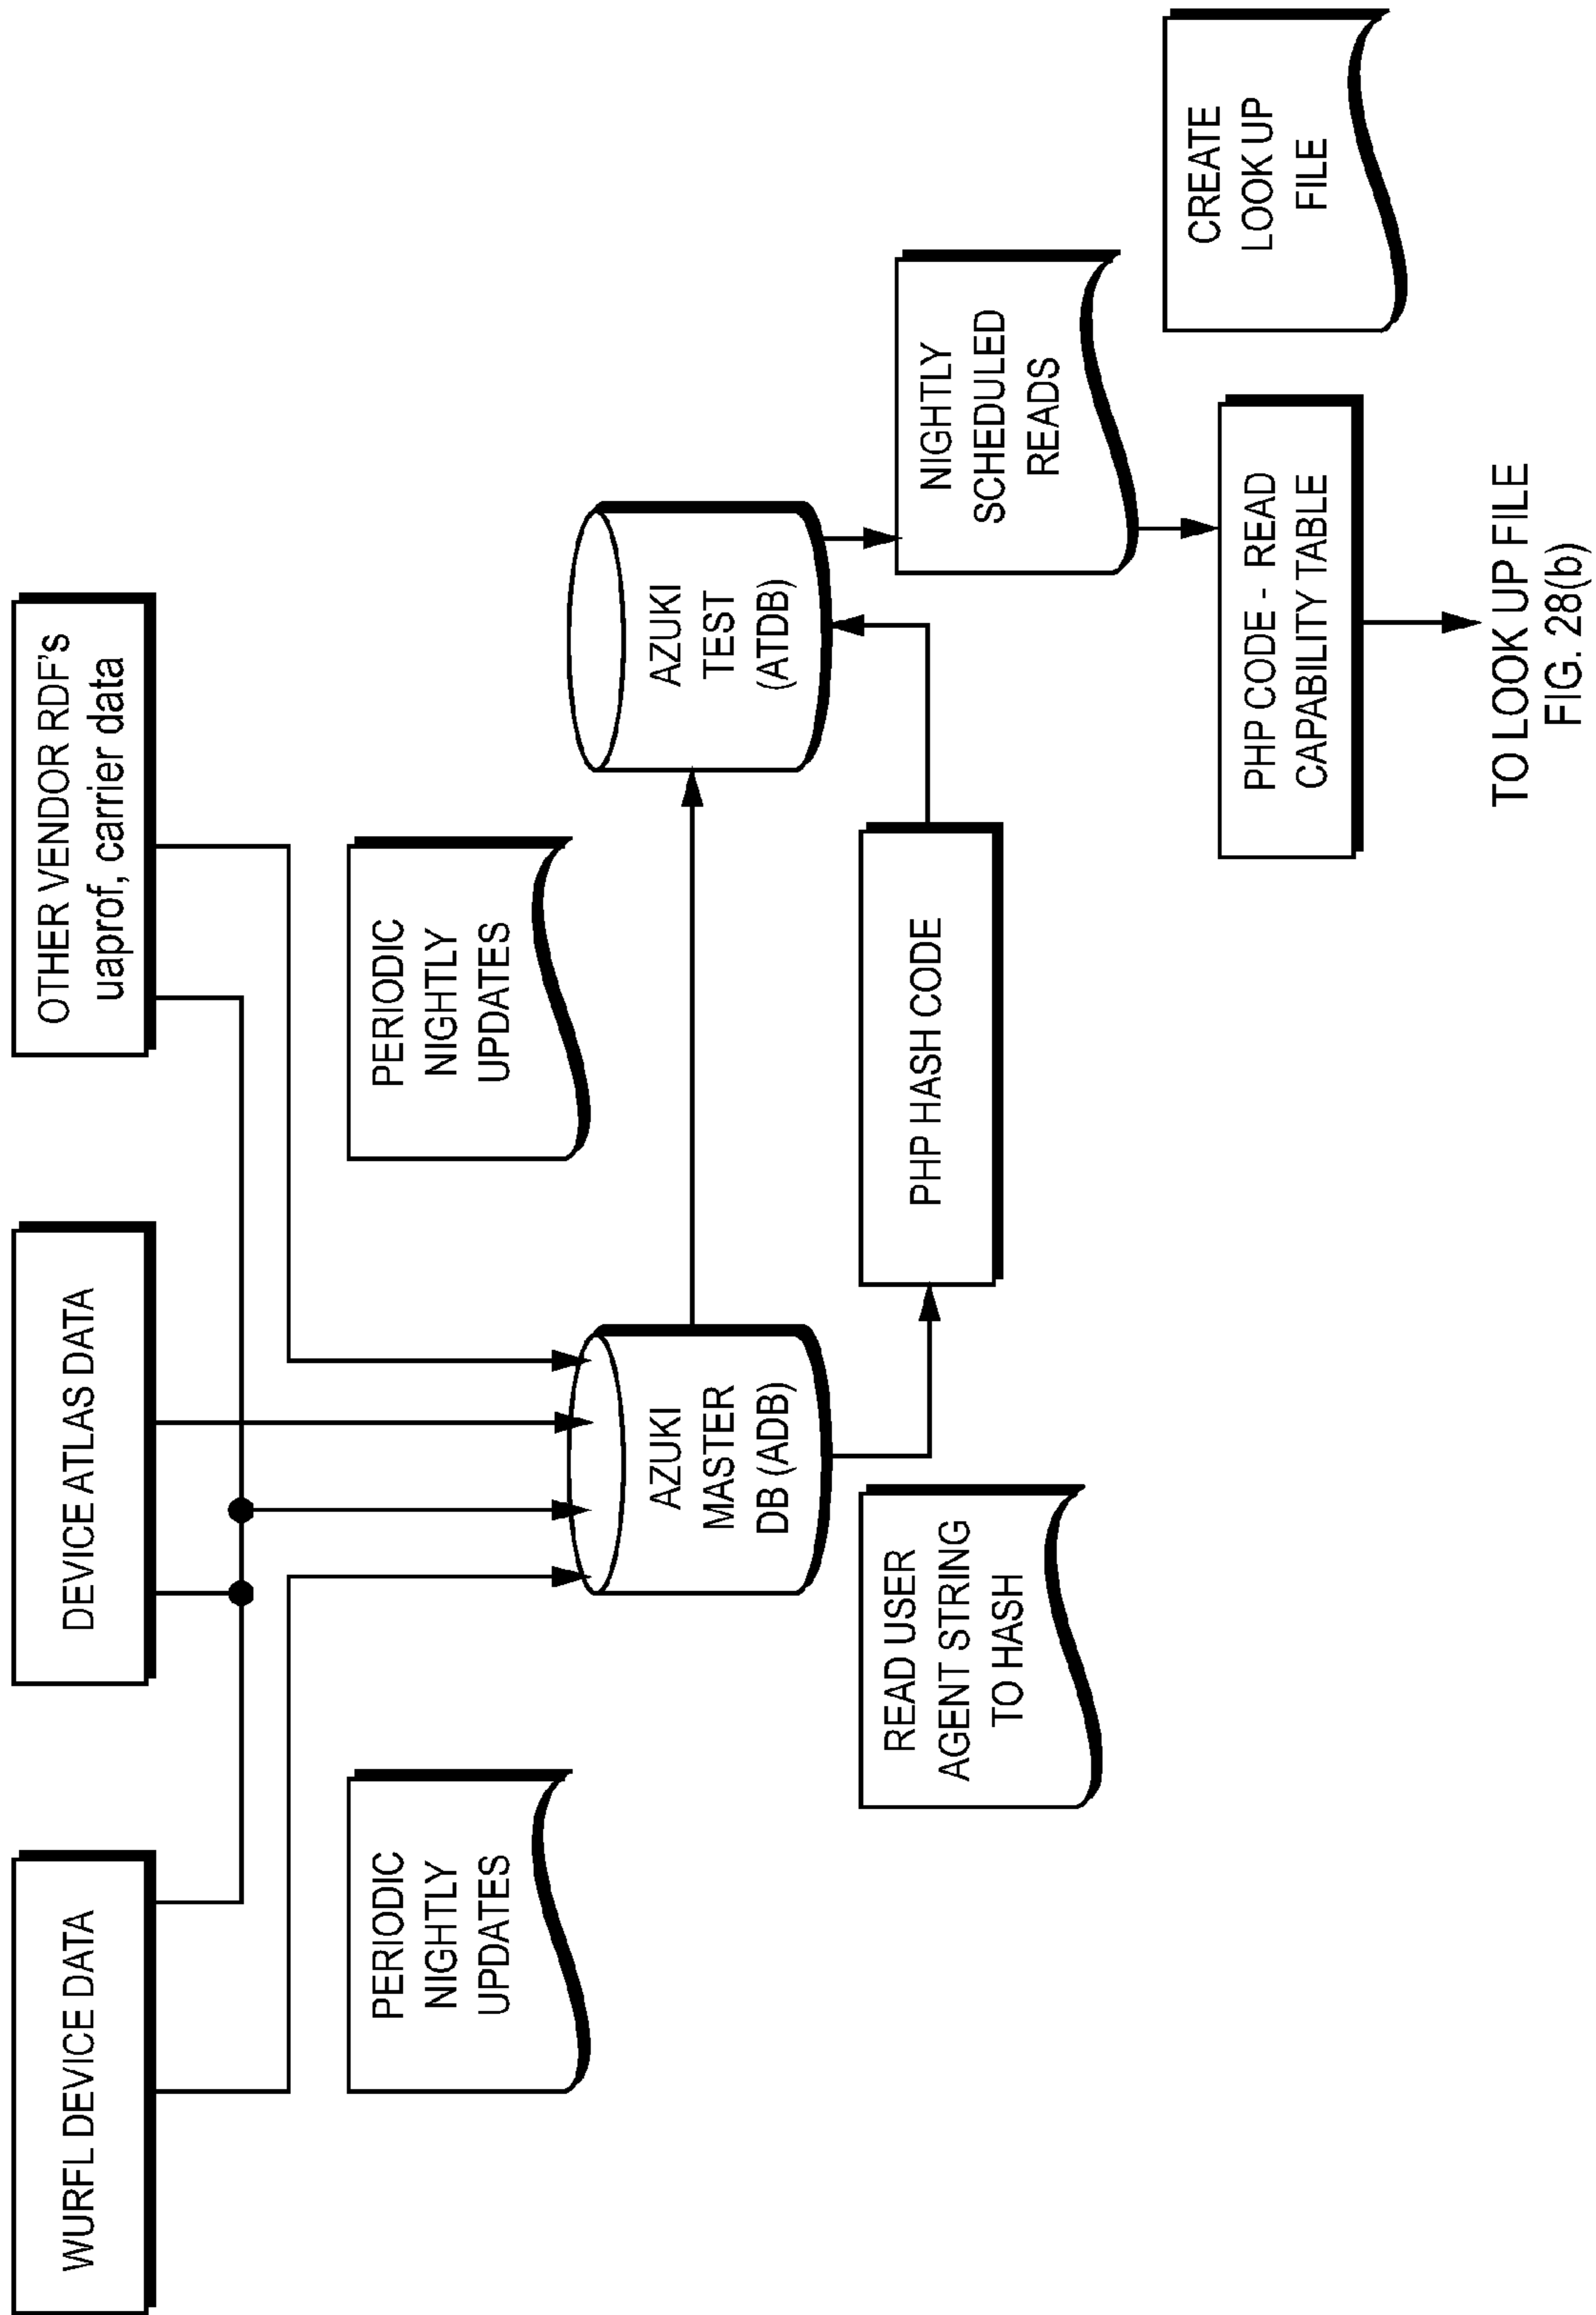 WURFL DEVICE DATA
DEVICE ATLAS DATA
OTHER VENDOR RDF's
uaprof, carrier data
PERIODIC
NIGHTLY
UPDATES
PERIODIC
NIGHTLY
UPDATES
AZUKI
MASTER
DB (ADB)
AZUKI
TEST
(ATDB)
READ USER
AGENT STRING
TO HASH
PHP HASH CODE
NIGHTLY
SCHEDULED
READS
PHP CODE - READ
CAPABILITY TABLE
CREATE
LOOK UP
FILE
TO LOOK UP FILE
FIG. 28(b)